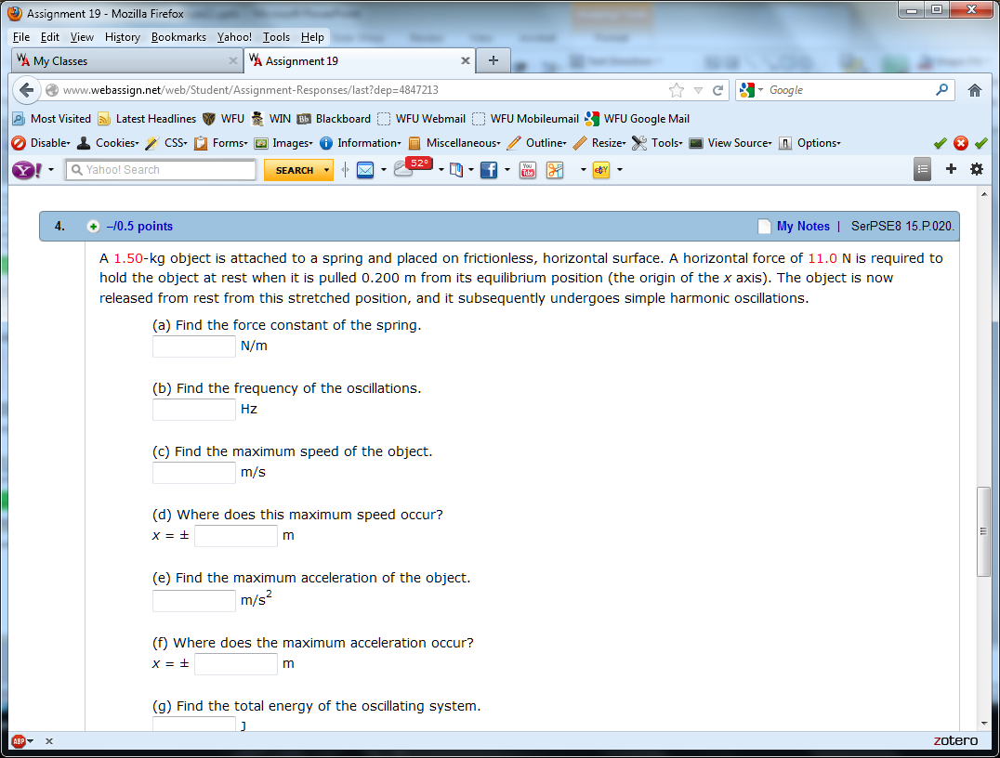 Assignment 19 - Mozilla Firefox
File Edit View History Bookmarks Yahoo! Tools Help
My Classes
Assignment 19
www.webassign.net/web/Student/Assignment-Responses/last?dep=4847213
Google
Most Visited Latest Headlines WFU WIN Bb Blackboard WFU Webmail WFU Mobileumail WFU Google Mail
Disable Cookies CSS Forms Images Information Miscellaneous Outline Resize Tools View Source Options
Y! Yahoo! Search SEARCH 52° You Tube ebY
4. –/0.5 points My Notes | SerPSE8 15.P.020.
A 1.50-kg object is attached to a spring and placed on frictionless, horizontal surface. A horizontal force of 11.0 N is required to
hold the object at rest when it is pulled 0.200 m from its equilibrium position (the origin of the x axis). The object is now
released from rest from this stretched position, and it subsequently undergoes simple harmonic oscillations.
(a) Find the force constant of the spring.
N/m
(b) Find the frequency of the oscillations.
Hz
(c) Find the maximum speed of the object.
m/s
(d) Where does this maximum speed occur?
x = ± m
(e) Find the maximum acceleration of the object.
m/s²
(f) Where does the maximum acceleration occur?
x = ± m
(g) Find the total energy of the oscillating system.
J
ABP x zotero